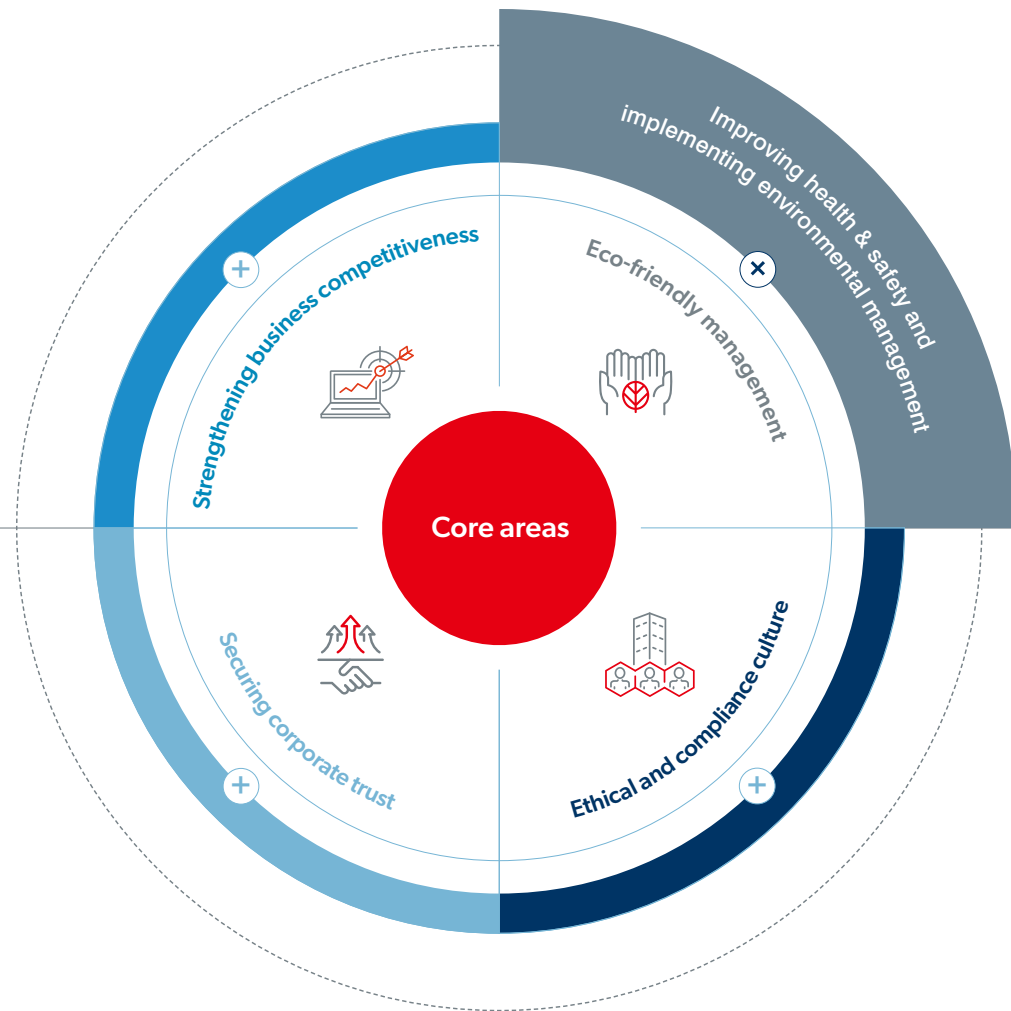 Improving health & safety and
implementing environmental management
Strengthening business competitiveness
Eco-friendly management
Core areas
Securing corporate trust
Ethical and compliance culture